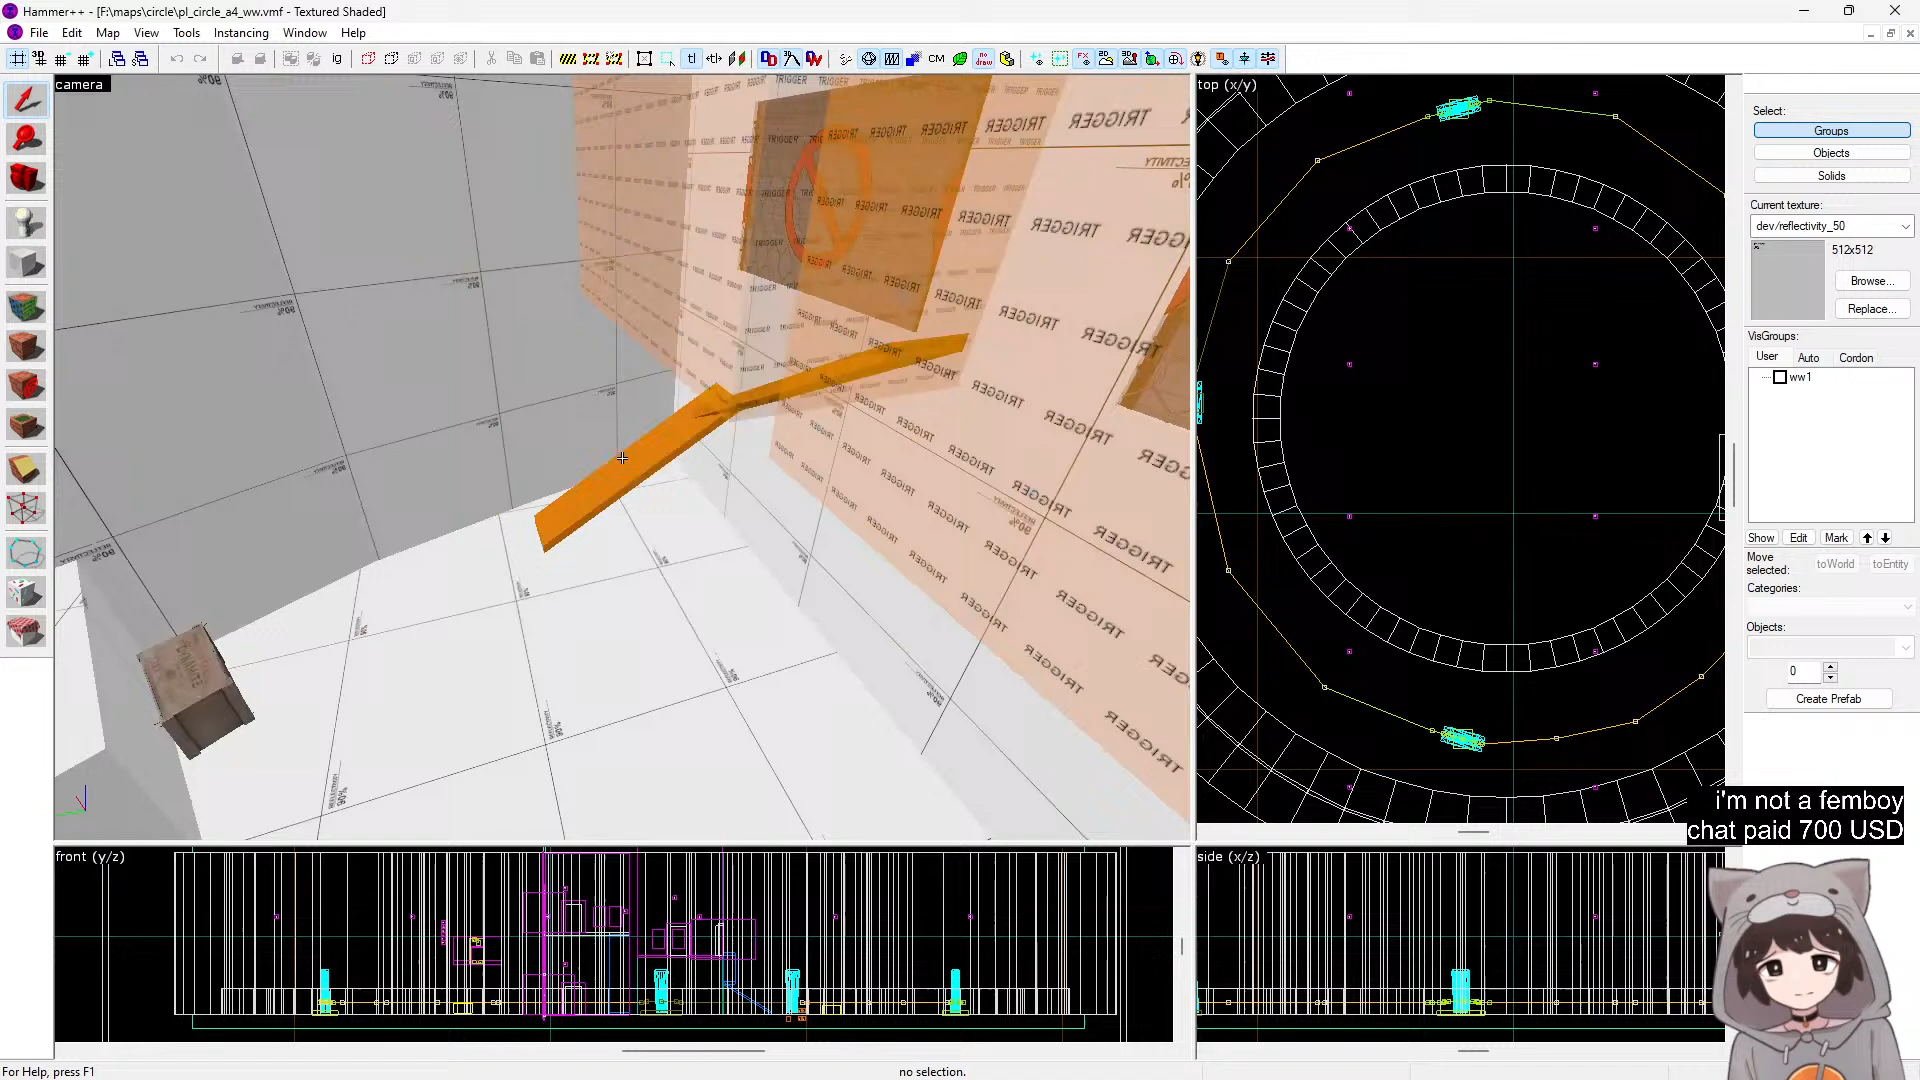 Hammer++ - [F:\maps\circle\pl_circle_a4_ww.vmf - Textured Shaded]
File Edit Map View Tools Instancing Window Help
camera
top (x/y)
front (y/z)
side (x/z)
Select:
Groups
Objects
Solids
Current texture:
dev/reflectivity_50
512x512
Browse...
Replace...
VisGroups:
User Auto Cordon
ww1
Show Edit Mark
Move selected: toWorld toEntity
Categories:
Objects:
0
Create Prefab
i'm not a femboy
chat paid 700 USD
For Help, press F1
no selection.
TRIGGER
REFLECTIVITY
90%